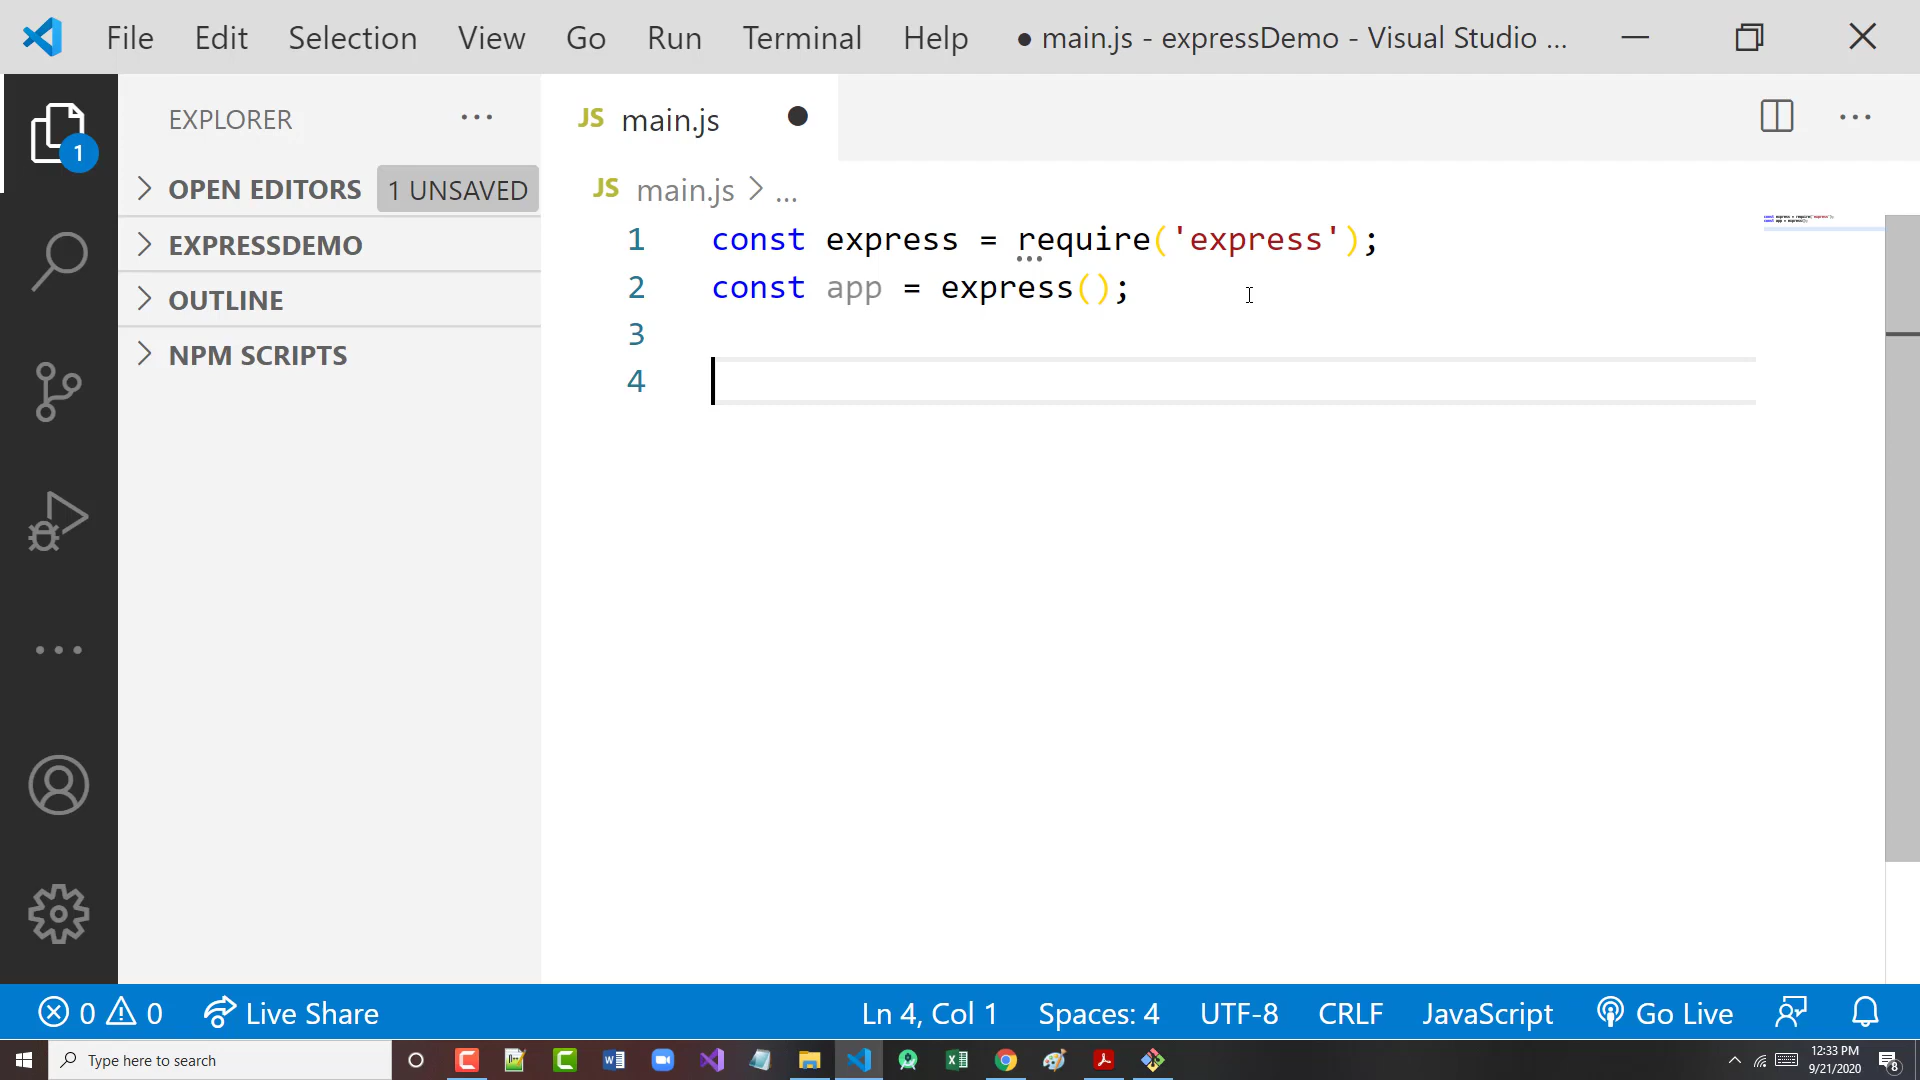 File Edit Selection View Go Run Terminal Help ● main.js - expressDemo - Visual Studio ...
EXPLORER ...
JS main.js ●
OPEN EDITORS 1 UNSAVED
EXPRESSDEMO
OUTLINE
NPM SCRIPTS
1
JS main.js > ...
1 const express = require('express');
2 const app = express();
3
4
0 0 Live Share Ln 4, Col 1 Spaces: 4 UTF-8 CRLF JavaScript Go Live
Type here to search
12:33 PM
9/21/2020
8